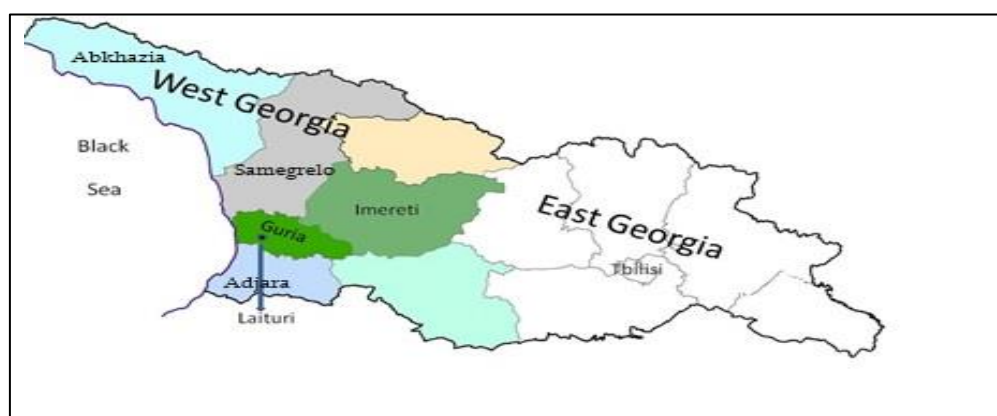 Abkhazia
West Georgia
Black
Sea
Samegrelo
Imereti
Guria
East Georgia
Tbilisi
Adjara
Laituri